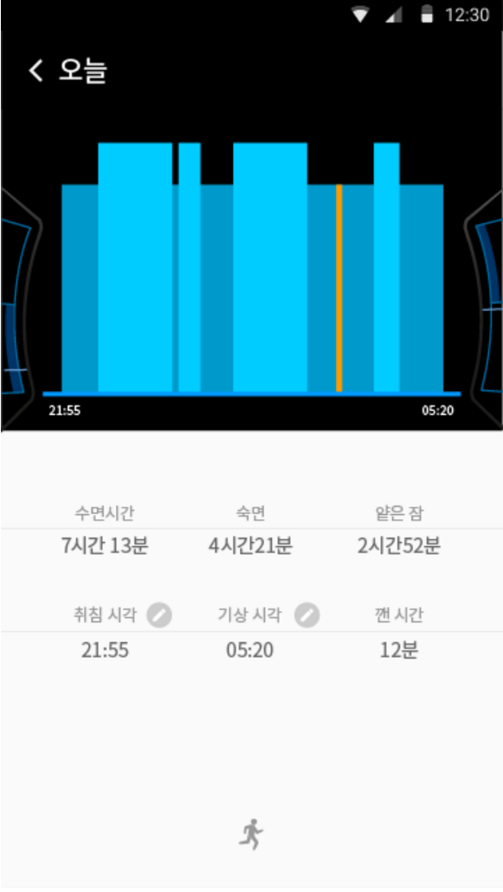 12:30
오늘
21:55 05:20
수면시간 숙면 얕은 잠
7시간 13분 4시간21분 2시간52분
취침 시각 기상 시각 깬 시간
21:55 05:20 12분